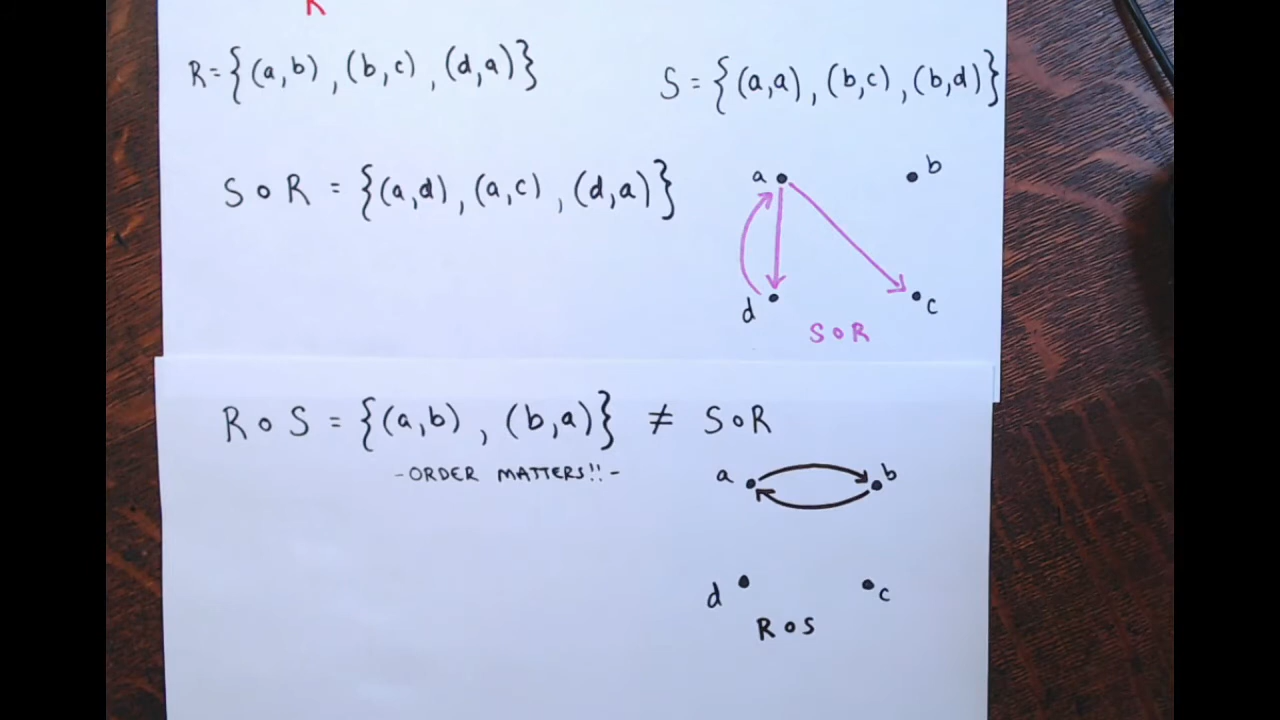 R
R = {(a,b) , (b,c) , (d,a)}
S = {(a,a) , (b,c) , (b,d)}
S ∘ R = {(a,d) , (a,c) , (d,a)}
a
b
d
c
S ∘ R
R ∘ S = {(a,b) , (b,a)} ≠ S ∘ R
- ORDER MATTERS!! -
a
b
d
c
R ∘ S